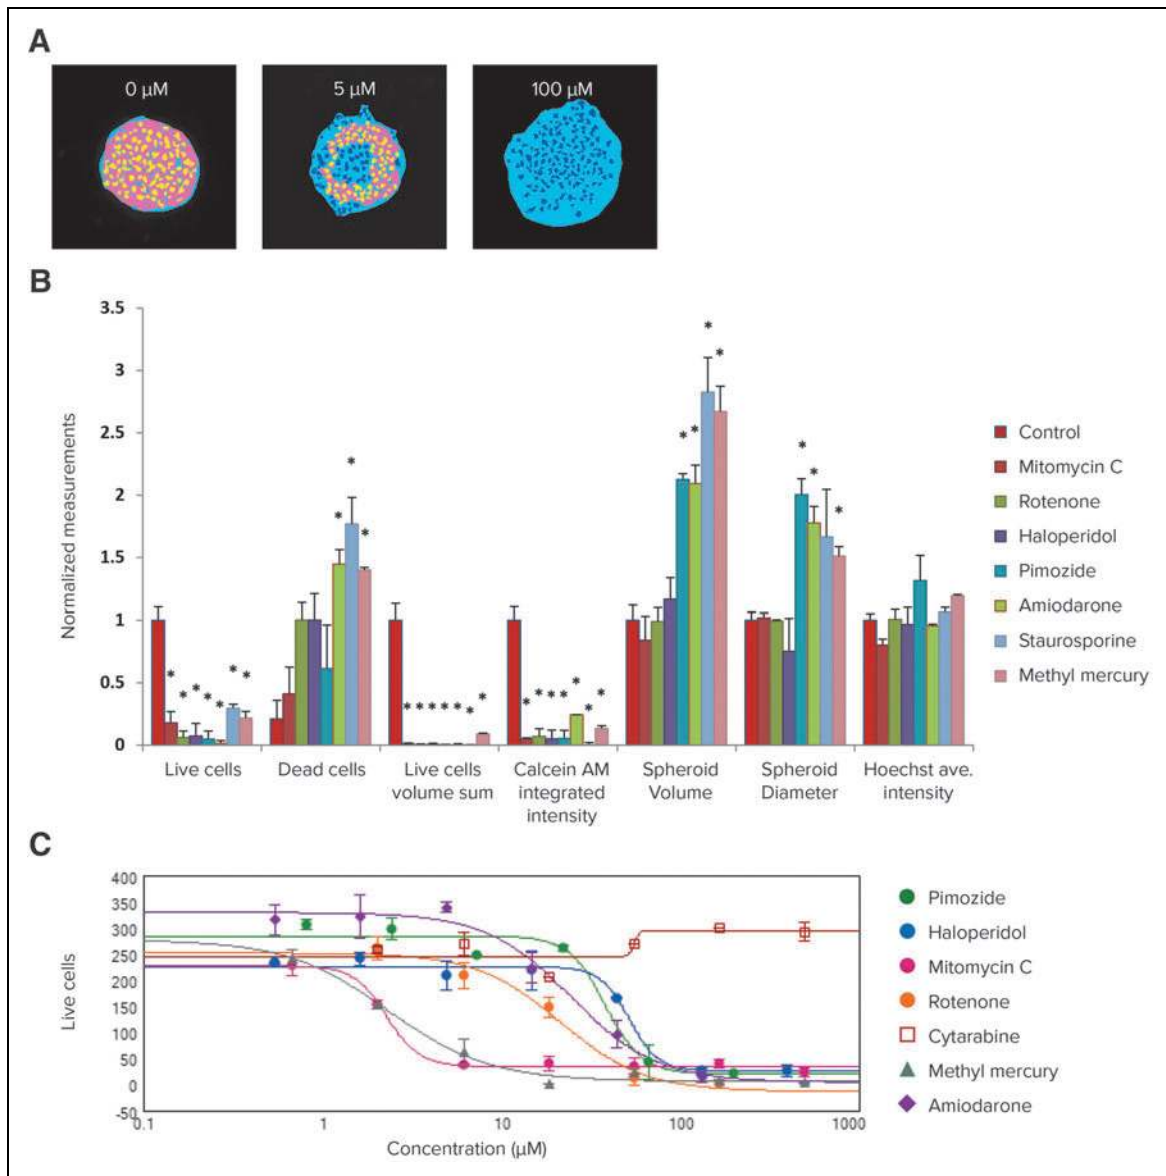 A
0 µM
5 µM
100 µM
B
3.5
3
2.5
2
1.5
1
0.5
0
Normalized measurements
* * * * * * *
* * *
* * * * * * *
* * * * * * *
* * * *
* * *
Live cells
Dead cells
Live cells
volume sum
Calcein AM
integrated
intensity
Spheroid
Volume
Spheroid
Diameter
Hoechst ave.
intensity
Control
Mitomycin C
Rotenone
Haloperidol
Pimozide
Amiodarone
Staurosporine
Methyl mercury
C
400
350
300
250
200
150
100
50
0
-50
Live cells
0.1
1
10
100
1000
Concentration (µM)
Pimozide
Haloperidol
Mitomycin C
Rotenone
Cytarabine
Methyl mercury
Amiodarone